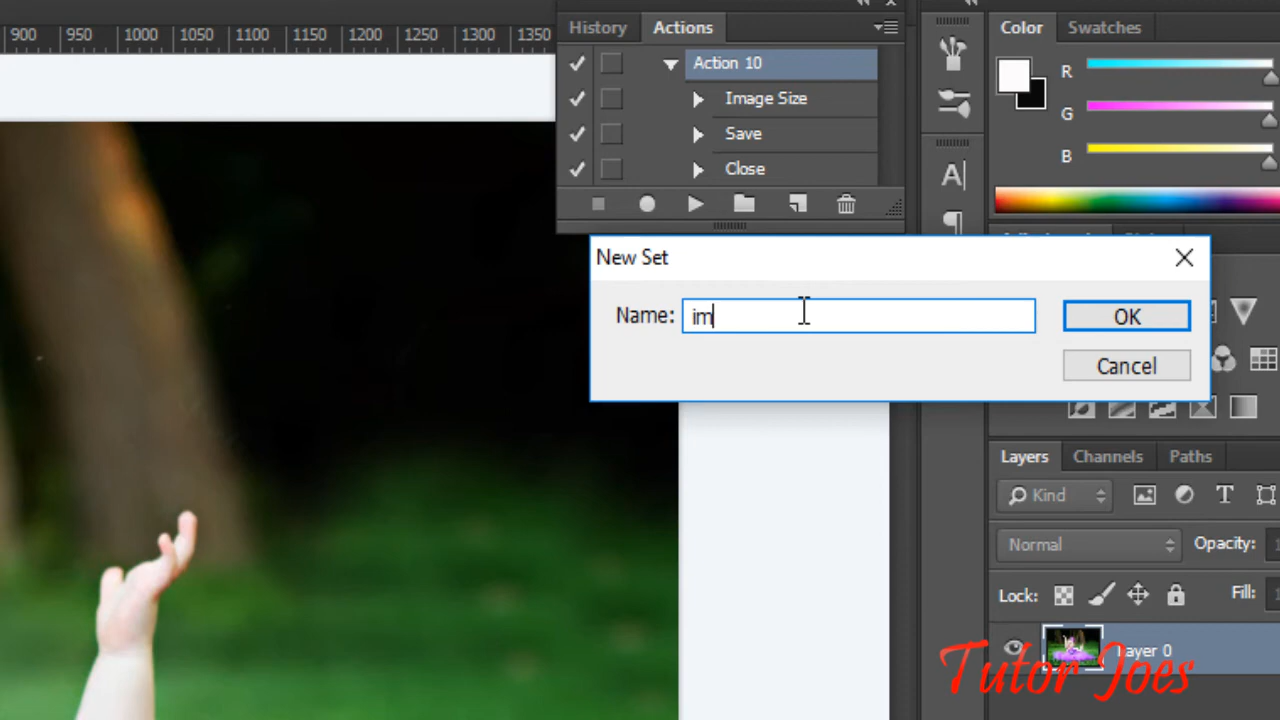 900 950 1000 1050 1100 1150 1200 1250 1300 1350
History Actions
Action 10
Image Size
Save
Close
Color Swatches
R
G
B
A
New Set
Name: im
OK
Cancel
Layers Channels Paths
Kind
T
Normal Opacity:
Lock: Fill:
Layer 0
Tutor Joes